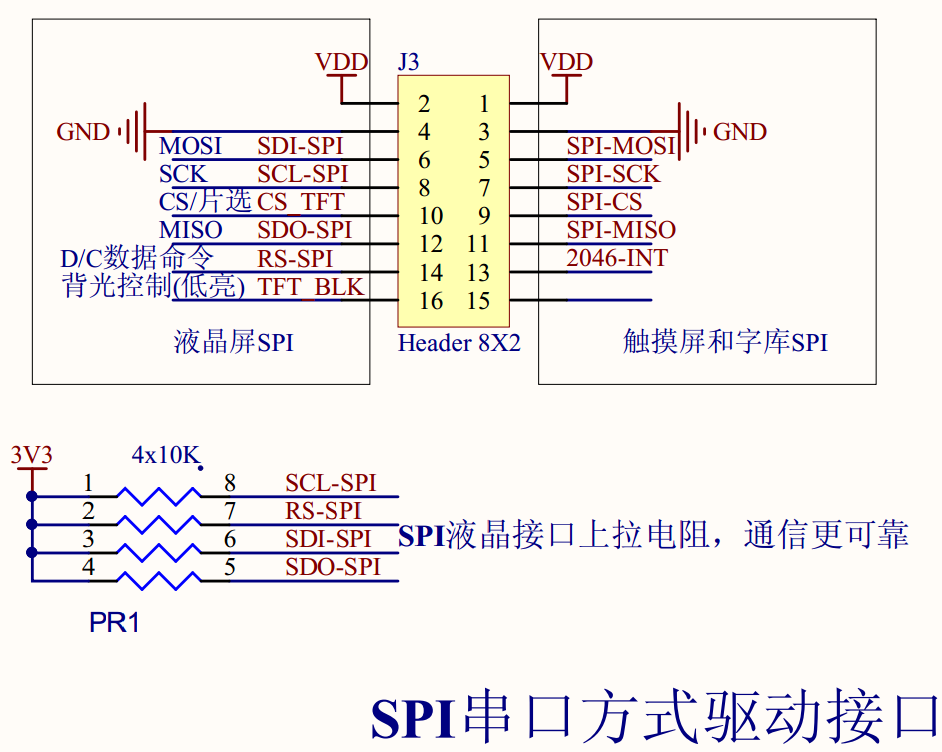 VDD J3 VDD
2 1
GND 4 3 GND
MOSI SDI-SPI 6 5 SPI-MOSI
SCK SCL-SPI 8 7 SPI-SCK
CS/片选 CS_TFT 10 9 SPI-CS
MISO SDO-SPI 12 11 SPI-MISO
D/C数据命令 RS-SPI 14 13 2046-INT
背光控制(低亮) TFT_BLK 16 15
液晶屏SPI Header 8X2 触摸屏和字库SPI
3V3 4x10K
1 8 SCL-SPI
2 7 RS-SPI
3 6 SDI-SPI
SPI液晶接口上拉电阻，通信更可靠
4 5 SDO-SPI
PR1
SPI串口方式驱动接口